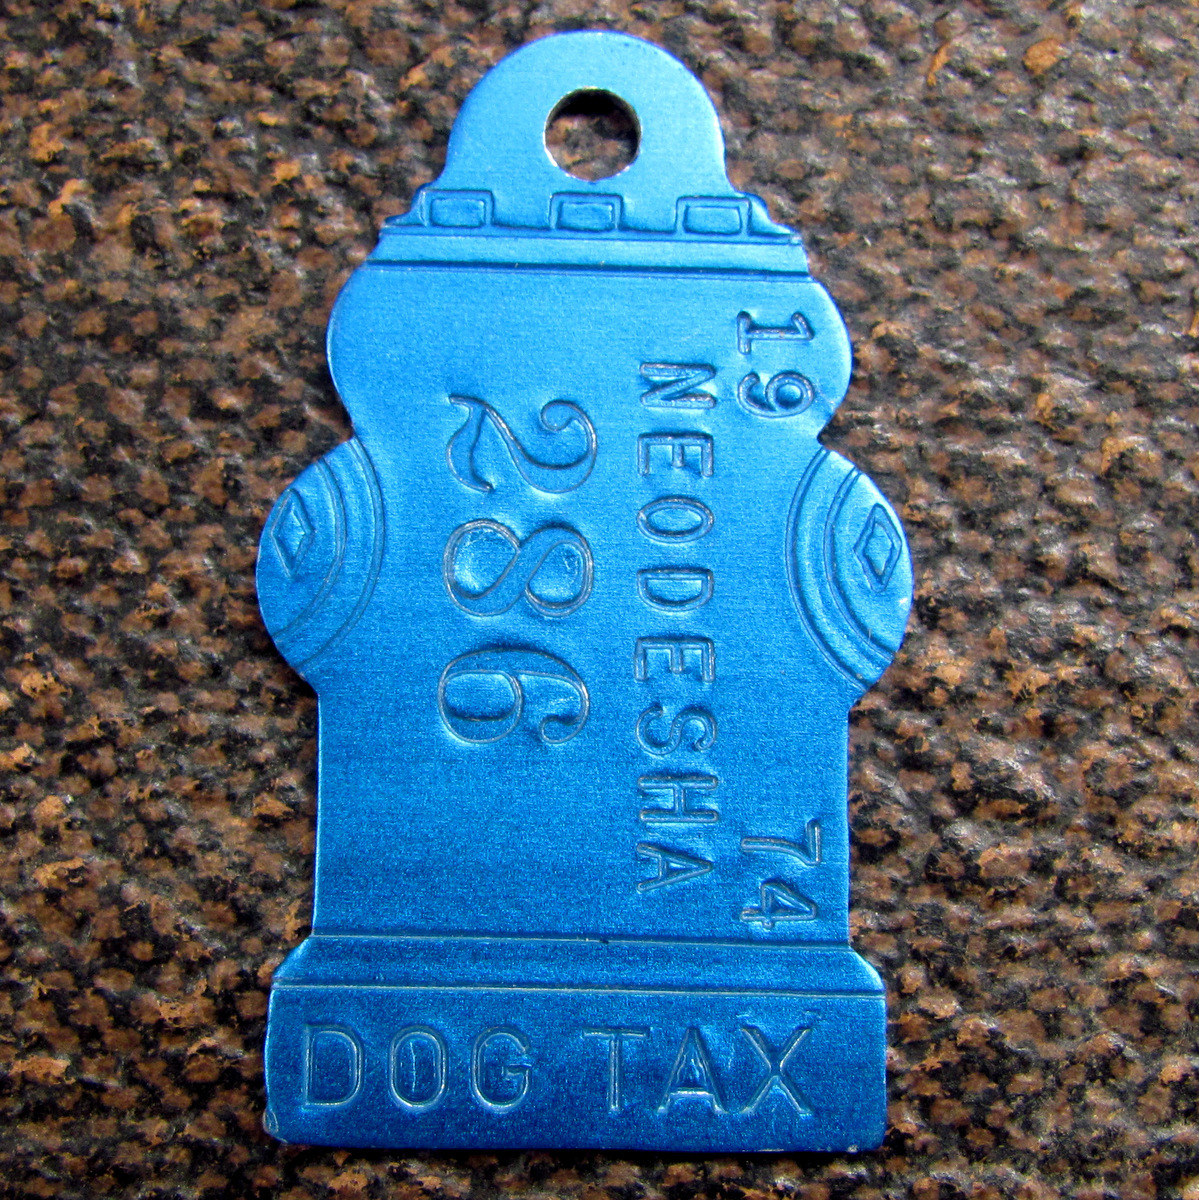 19 74
NEODESHA
286
DOG TAX